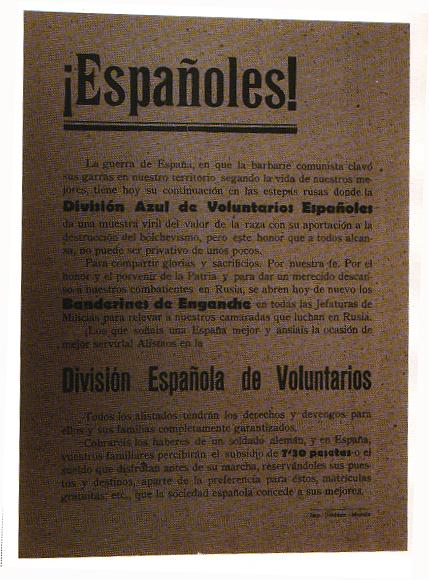 ¡Españoles!
La guerra de España, en que la barbarie comunista clavó
sus garras en nuestro territorio, segando la vida de nuestros me-
jores, tiene hoy su continuación en las estepas rusas donde la
División Azul de Voluntarios Españoles
da una muestra viril del valor de la raza con su aportación a la
destrucción del bolchevismo, pero este honor que a todos alcan-
sa, no puede ser privativo de unos pocos.
Para compartir glorias y sacrificios. Por nuestra fe. Por el
honor y el porvenir de la Patria y para dar un merecido descan-
so a nuestros combatientes en Rusia, se abren hoy de nuevo los
Banderines de Enganche en todas las Jefaturas de
Milicias para relevar a nuestros camaradas que luchan en Rusia.
¡Los que soñais una España mejor y ansiais la ocasión de
mejor servirla! Alistaos en la
División Española de Voluntarios
Todos los alistados tendrán los derechos y devengos para
ellos y sus familias completamente garantizados.
Cobraréis los haberes de un soldado alemán, y en España,
vuestros familiares percibirán el subsidio de 7'30 pesetas o el
sueldo que disfrutan antes de su marcha, reservándoles sus pues-
tos y destinos, aparte de la preferencia para éstos, matrículas
gratuitas, etc., que la sociedad española concede a sus mejores.
Imp.